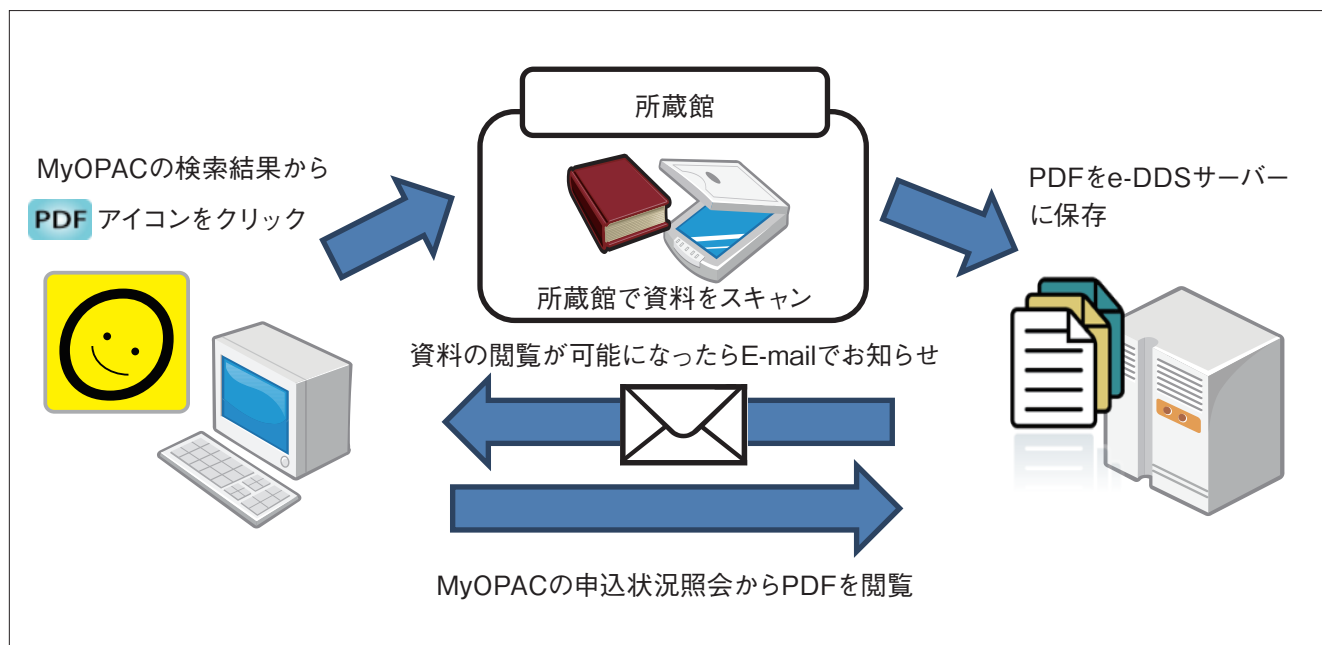 所蔵館
MyOPACの検索結果から
PDF アイコンをクリック
所蔵館で資料をスキャン
PDFをe-DDSサーバー
に保存
資料の閲覧が可能になったらE-mailでお知らせ
MyOPACの申込状況照会からPDFを閲覧